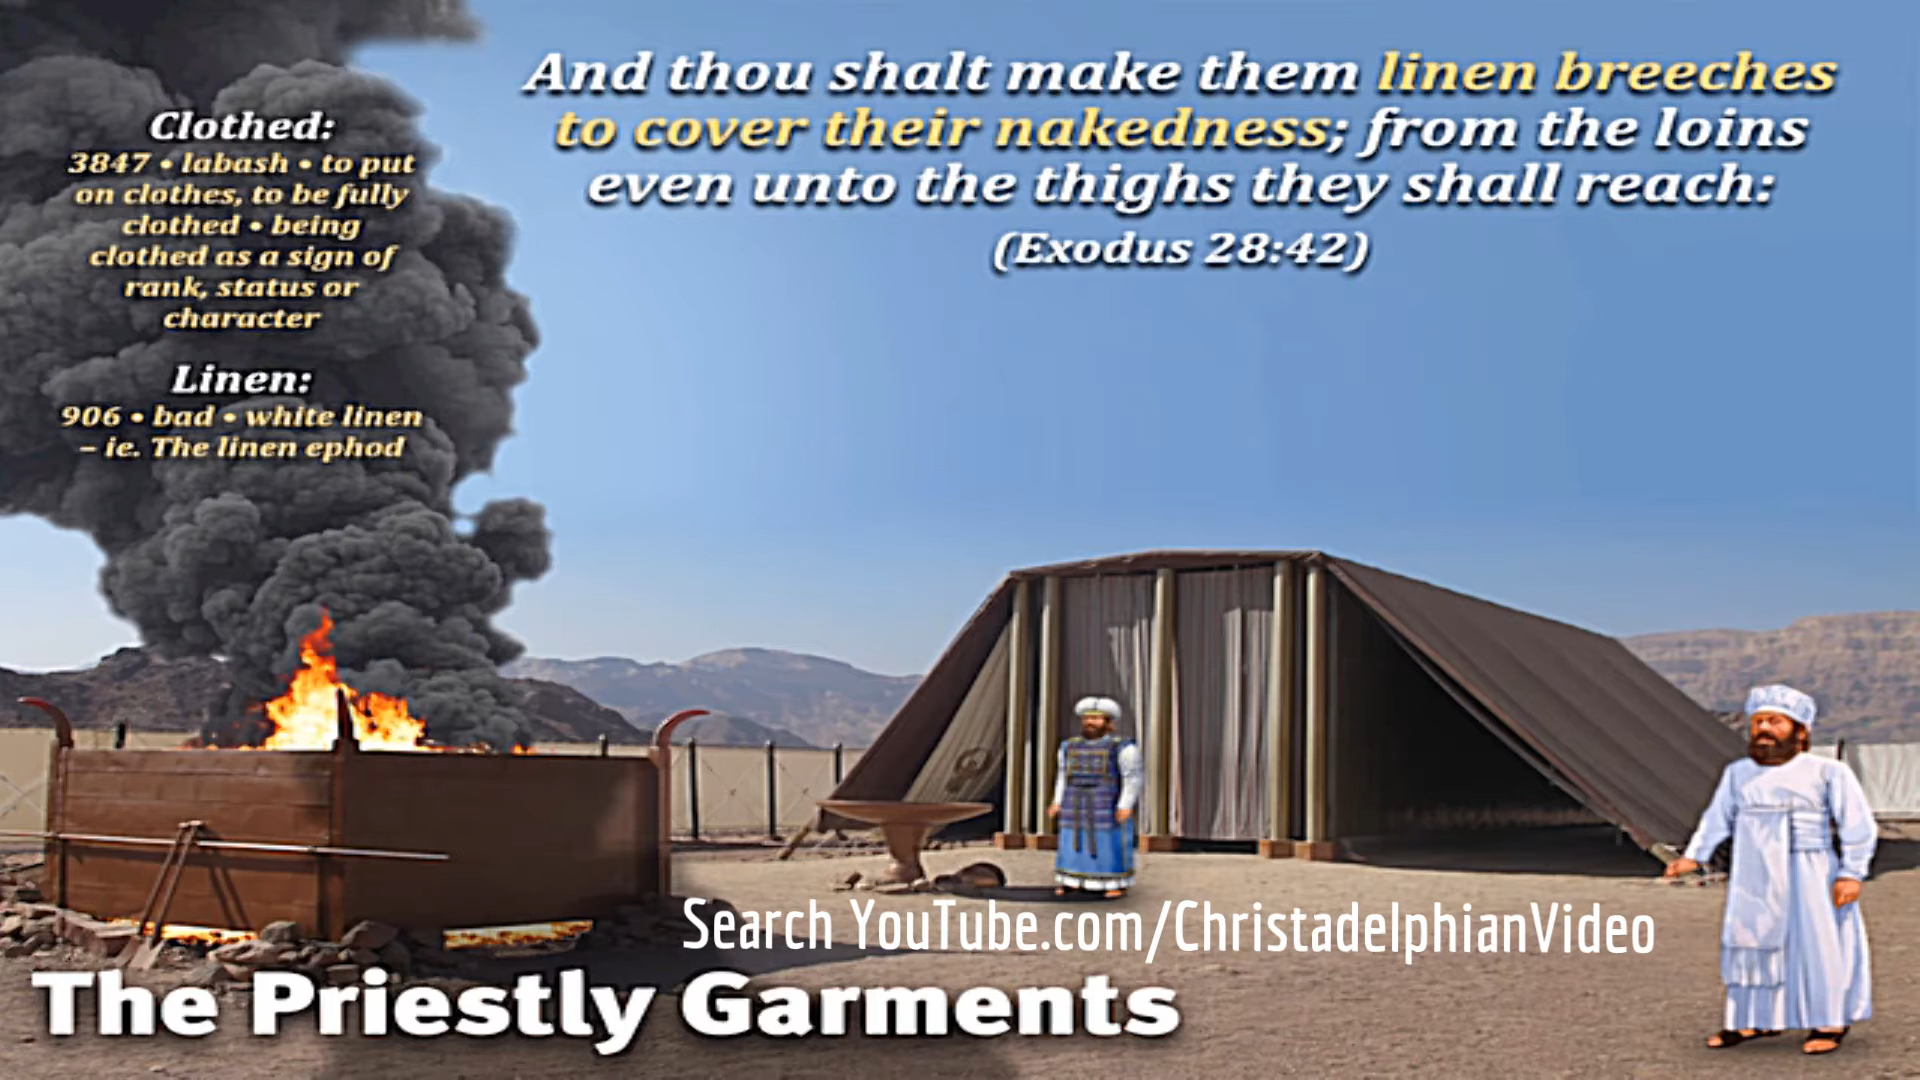 And thou shalt make them linen breeches
to cover their nakedness; from the loins
even unto the thighs they shall reach:
(Exodus 28:42)
Clothed:
3847 • labash • to put
on clothes, to be fully
clothed • being
clothed as a sign of
rank, status or
character
Linen:
906 • bad • white linen
– ie. The linen ephod
Search YouTube.com/ChristadelphianVideo
The Priestly Garments